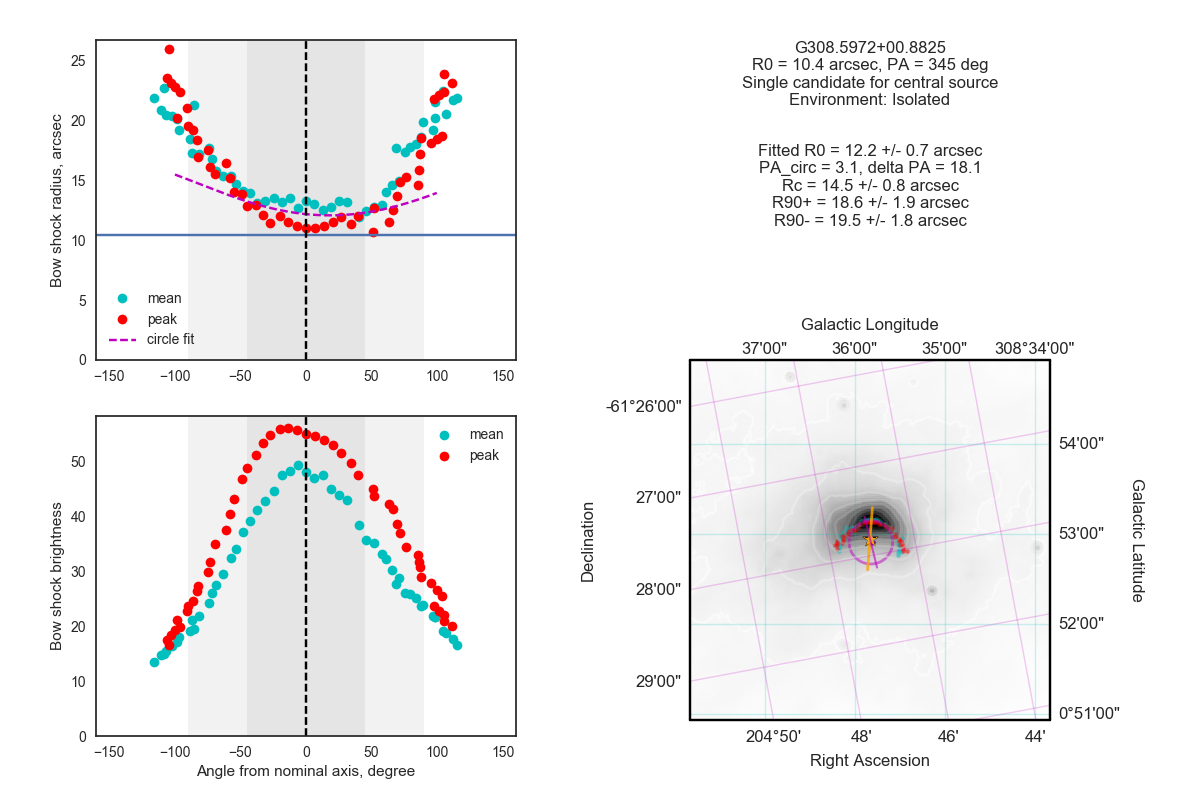 25
20
15
10
5
0
Bow shock radius, arcsec
mean
peak
circle fit
−150 −100 −50 0 50 100 150
50
40
30
20
10
0
Bow shock brightness
mean
peak
−150 −100 −50 0 50 100 150
Angle from nominal axis, degree
G308.5972+00.8825
R0 = 10.4 arcsec, PA = 345 deg
Single candidate for central source
Environment: Isolated
Fitted R0 = 12.2 +/- 0.7 arcsec
PA_circ = 3.1, delta PA = 18.1
Rc = 14.5 +/- 0.8 arcsec
R90+ = 18.6 +/- 1.9 arcsec
R90- = 19.5 +/- 1.8 arcsec
Galactic Longitude
37'00" 36'00" 35'00" 308°34'00"
-61°26'00"
27'00"
28'00"
29'00"
Declination
54'00"
53'00"
52'00"
0°51'00"
Galactic Latitude
204°50' 48' 46' 44'
Right Ascension